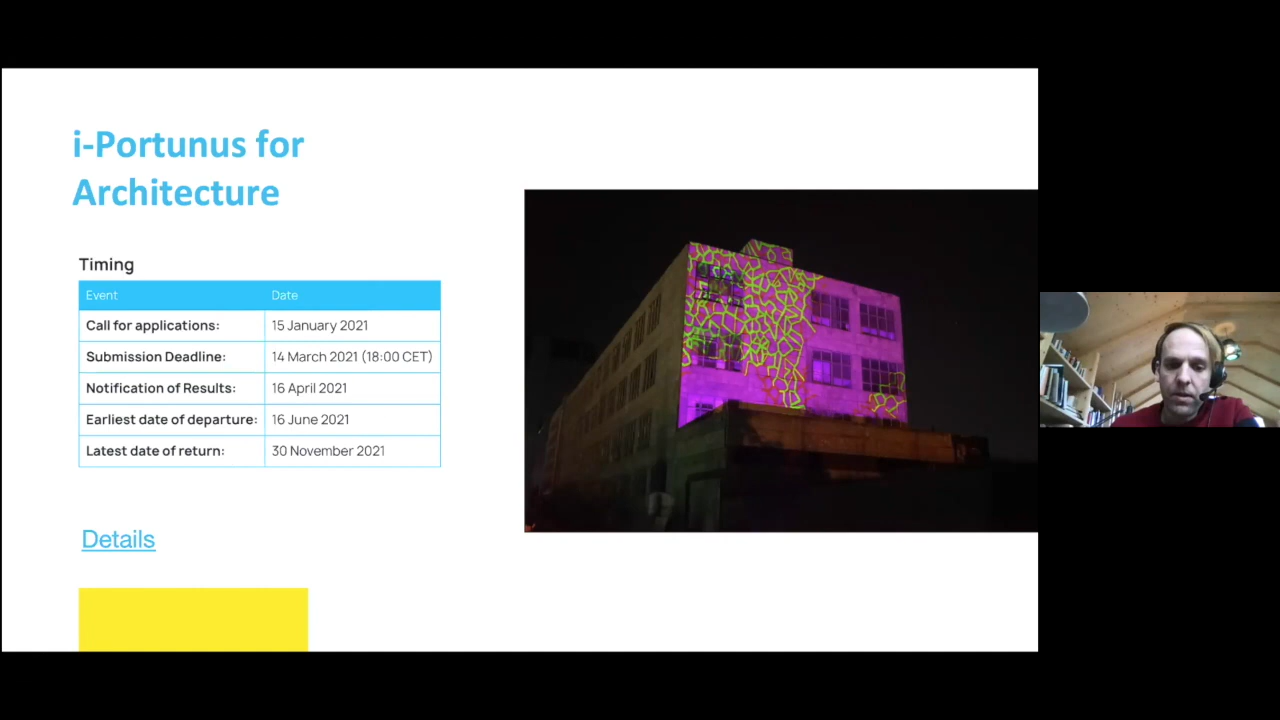 i-Portunus for
Architecture
Timing
Event Date
Call for applications: 15 January 2021
Submission Deadline: 14 March 2021 (18:00 CET)
Notification of Results: 16 April 2021
Earliest date of departure: 16 June 2021
Latest date of return: 30 November 2021
Details